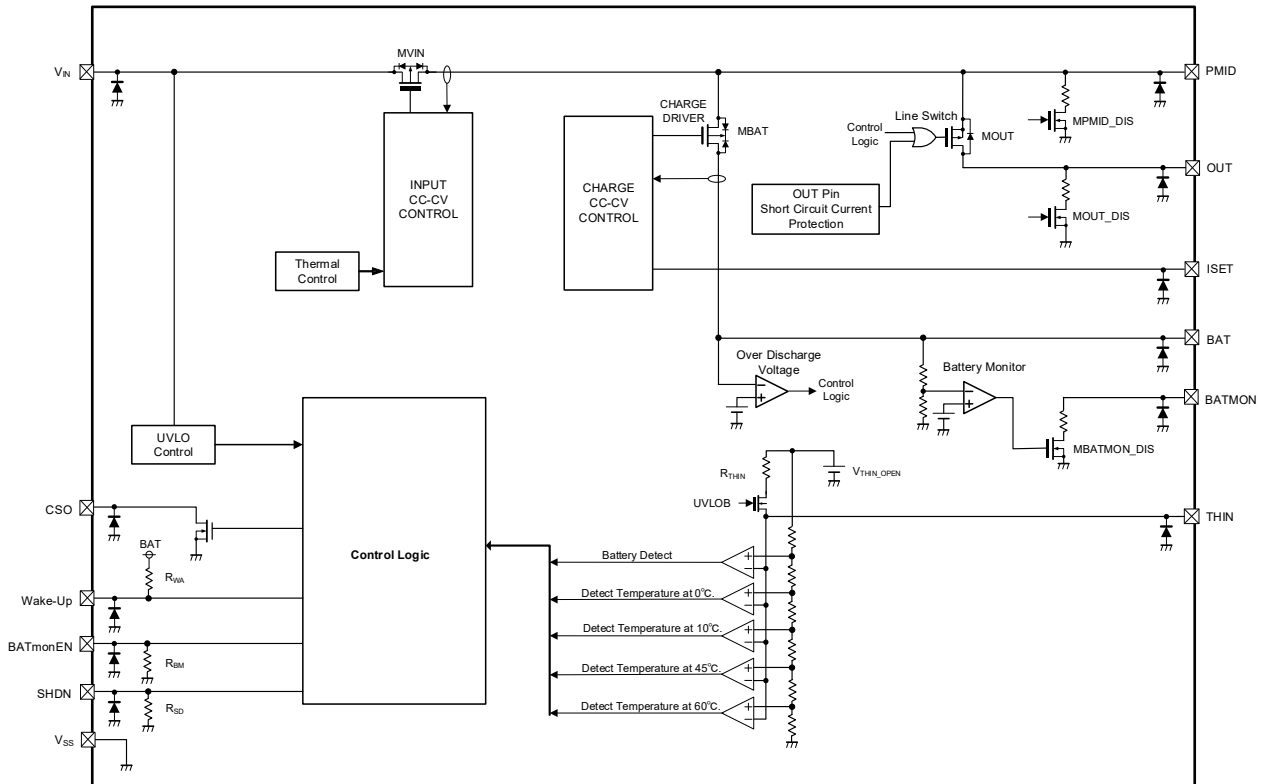 MVIN
VIN
PMID
CHARGE
DRIVER
MBAT
Line Switch
Control
Logic
MOUT
MPMID_DIS
OUT
INPUT
CC-CV
CONTROL
CHARGE
CC-CV
CONTROL
OUT Pin
Short Circuit Current
Protection
MOUT_DIS
Thermal
Control
ISET
BAT
Over Discharge
Voltage
Control
Logic
Battery Monitor
BATMON
MBATMON_DIS
UVLO
Control
RTHIN
VTHIN_OPEN
UVLOB
THIN
CSO
BAT
RWA
Control Logic
Battery Detect
Wake-Up
Detect Temperature at 0°C.
BATmonEN
RBM
Detect Temperature at 10°C.
SHDN
RSD
Detect Temperature at 45°C.
Detect Temperature at 60°C.
VSS